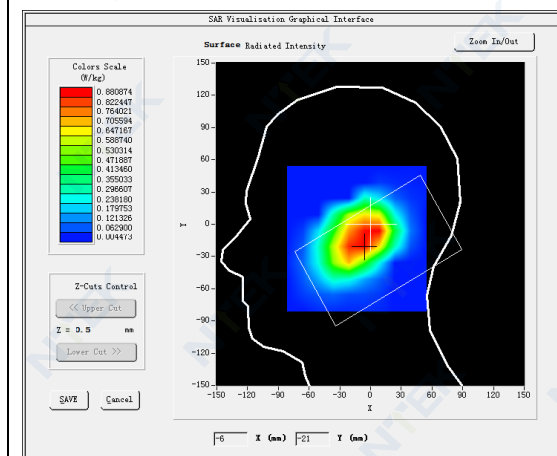 SAR Visualisation Graphical Interface
Surface Radiated Intensity
Zoom In/Out
Colors Scale
(W/kg)
0.880874
0.822447
0.764021
0.705594
0.647167
0.588740
0.530314
0.471887
0.413460
0.355033
0.296607
0.238180
0.179753
0.121326
0.062900
0.004473
150
120
90
60
30
0
-30
-60
-90
-120
-150
Y
-150 -120 -90 -60 -30 0 30 60 90 120 150
X
Z-Cuts Control
<< Upper Cut
Z = 3.5 mm
Lower Cut >>
SAVE Cancel
-6 X (mm) -21 Y (mm)
NTEK